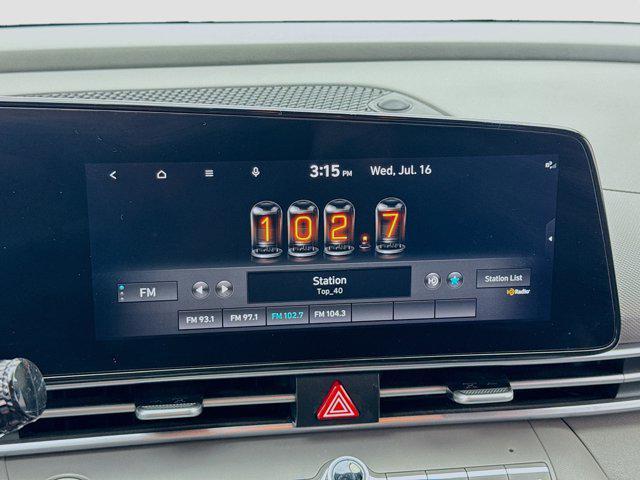 3:15 PM Wed, Jul. 16
102.7
FM
Station
Top_40
HD
Station List
HD Radio
FM 93.1 FM 97.1 FM 102.7 FM 104.3